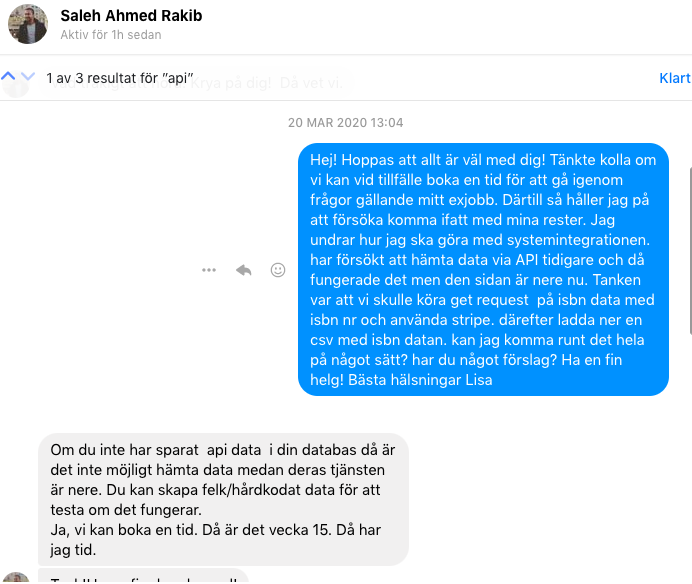 Saleh Ahmed Rakib
Aktiv för 1h sedan
1 av 3 resultat för ”api”
Krya på dig! Då vet vi.
Klart
20 MAR 2020 13:04
Hej! Hoppas att allt är väl med dig! Tänkte kolla om
vi kan vid tillfälle boka en tid för att gå igenom
frågor gällande mitt exjobb. Därtill så håller jag på
att försöka komma ifatt med mina rester. Jag
undrar hur jag ska göra med systemintegrationen.
har försökt att hämta data via API tidigare och då
fungerade det men den sidan är nere nu. Tanken
var att vi skulle köra get request  på isbn data med
isbn nr och använda stripe. därefter ladda ner en
csv med isbn datan. kan jag komma runt det hela
på något sätt? har du något förslag? Ha en fin
helg! Bästa hälsningar Lisa
Om du inte har sparat  api data  i din databas då är
det inte möjligt hämta data medan deras tjänsten
är nere. Du kan skapa felk/hårdkodat data för att
testa om det fungerar.
Ja, vi kan boka en tid. Då är det vecka 15. Då har
jag tid.